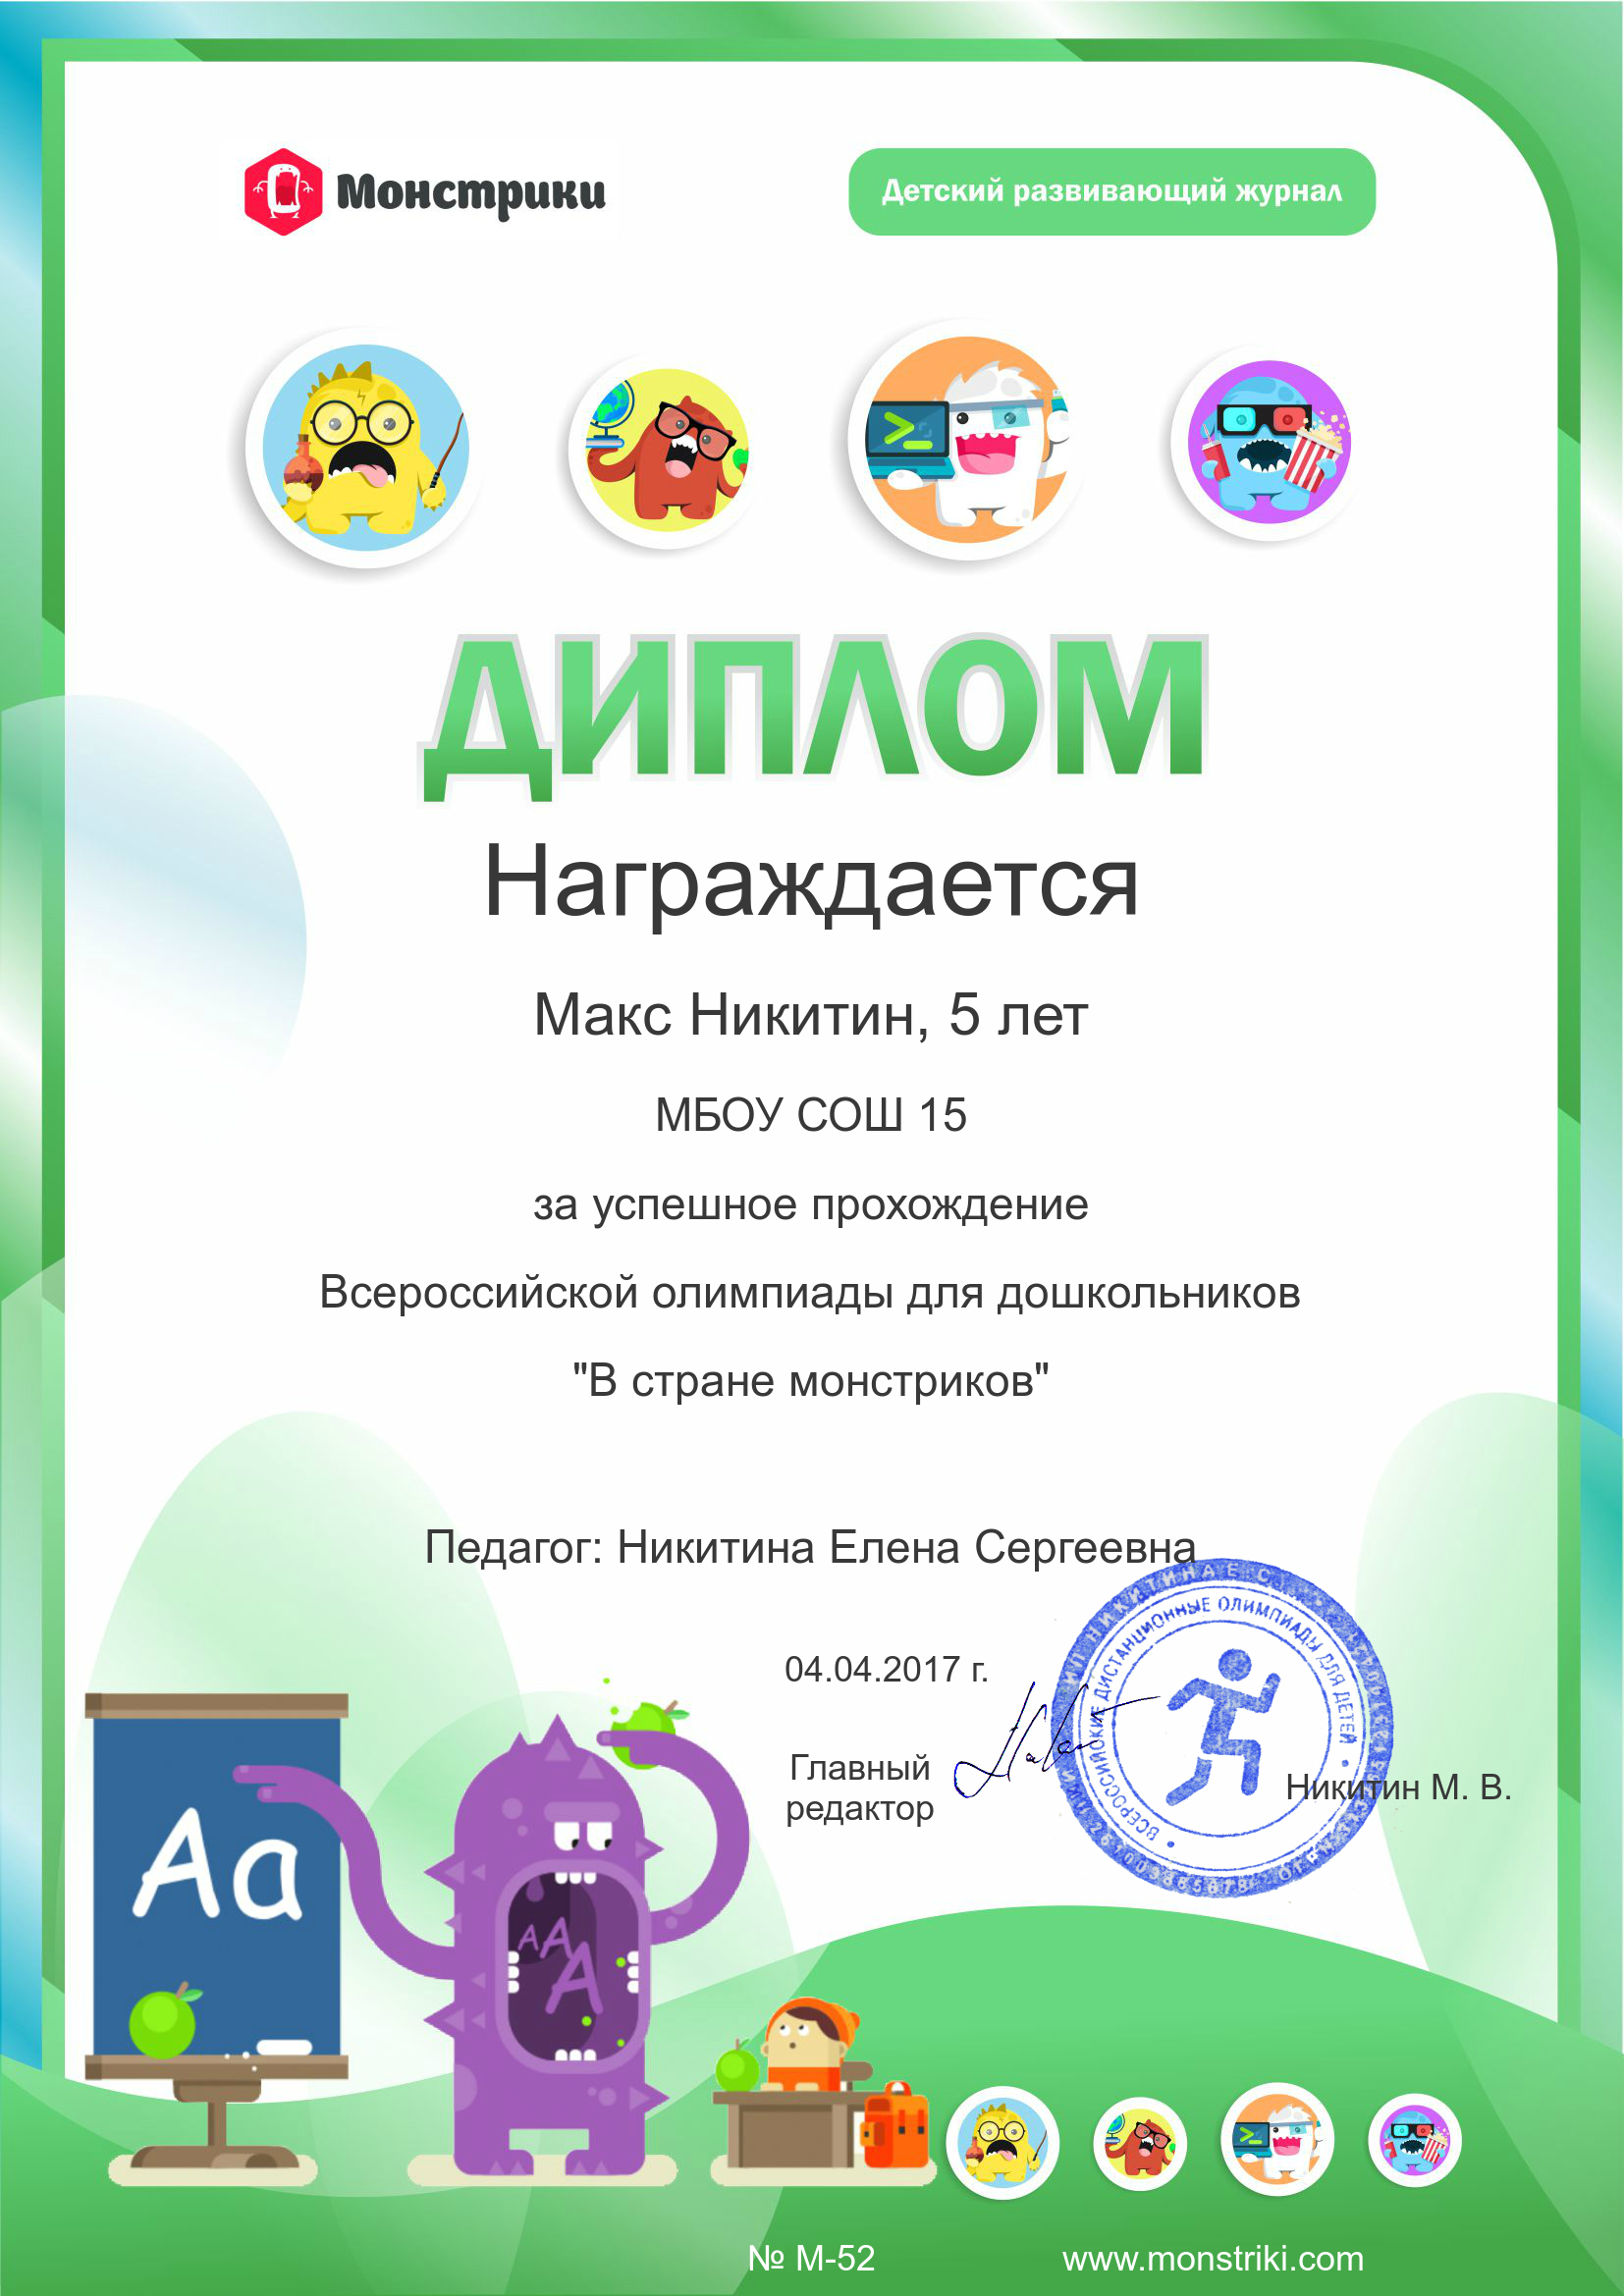 Монстрики
Детский развивающий журнал
ДИПЛОМ
Награждается
Макс Никитин, 5 лет
МБОУ СОШ 15
за успешное прохождение
Всероссийской олимпиады для дошкольников
"В стране монстриков"
Педагог: Никитина Елена Сергеевна
НИКИТИНА Е С
ВСЕРОССИЙСКИЕ ДИСТАНЦИОННЫЕ ОЛИМПИАДЫ ДЛЯ ДЕТЕЙ
04.04.2017 г.
Главный
редактор
Никитин М. В.
Aa
AAA
№ М-52
www.monstriki.com